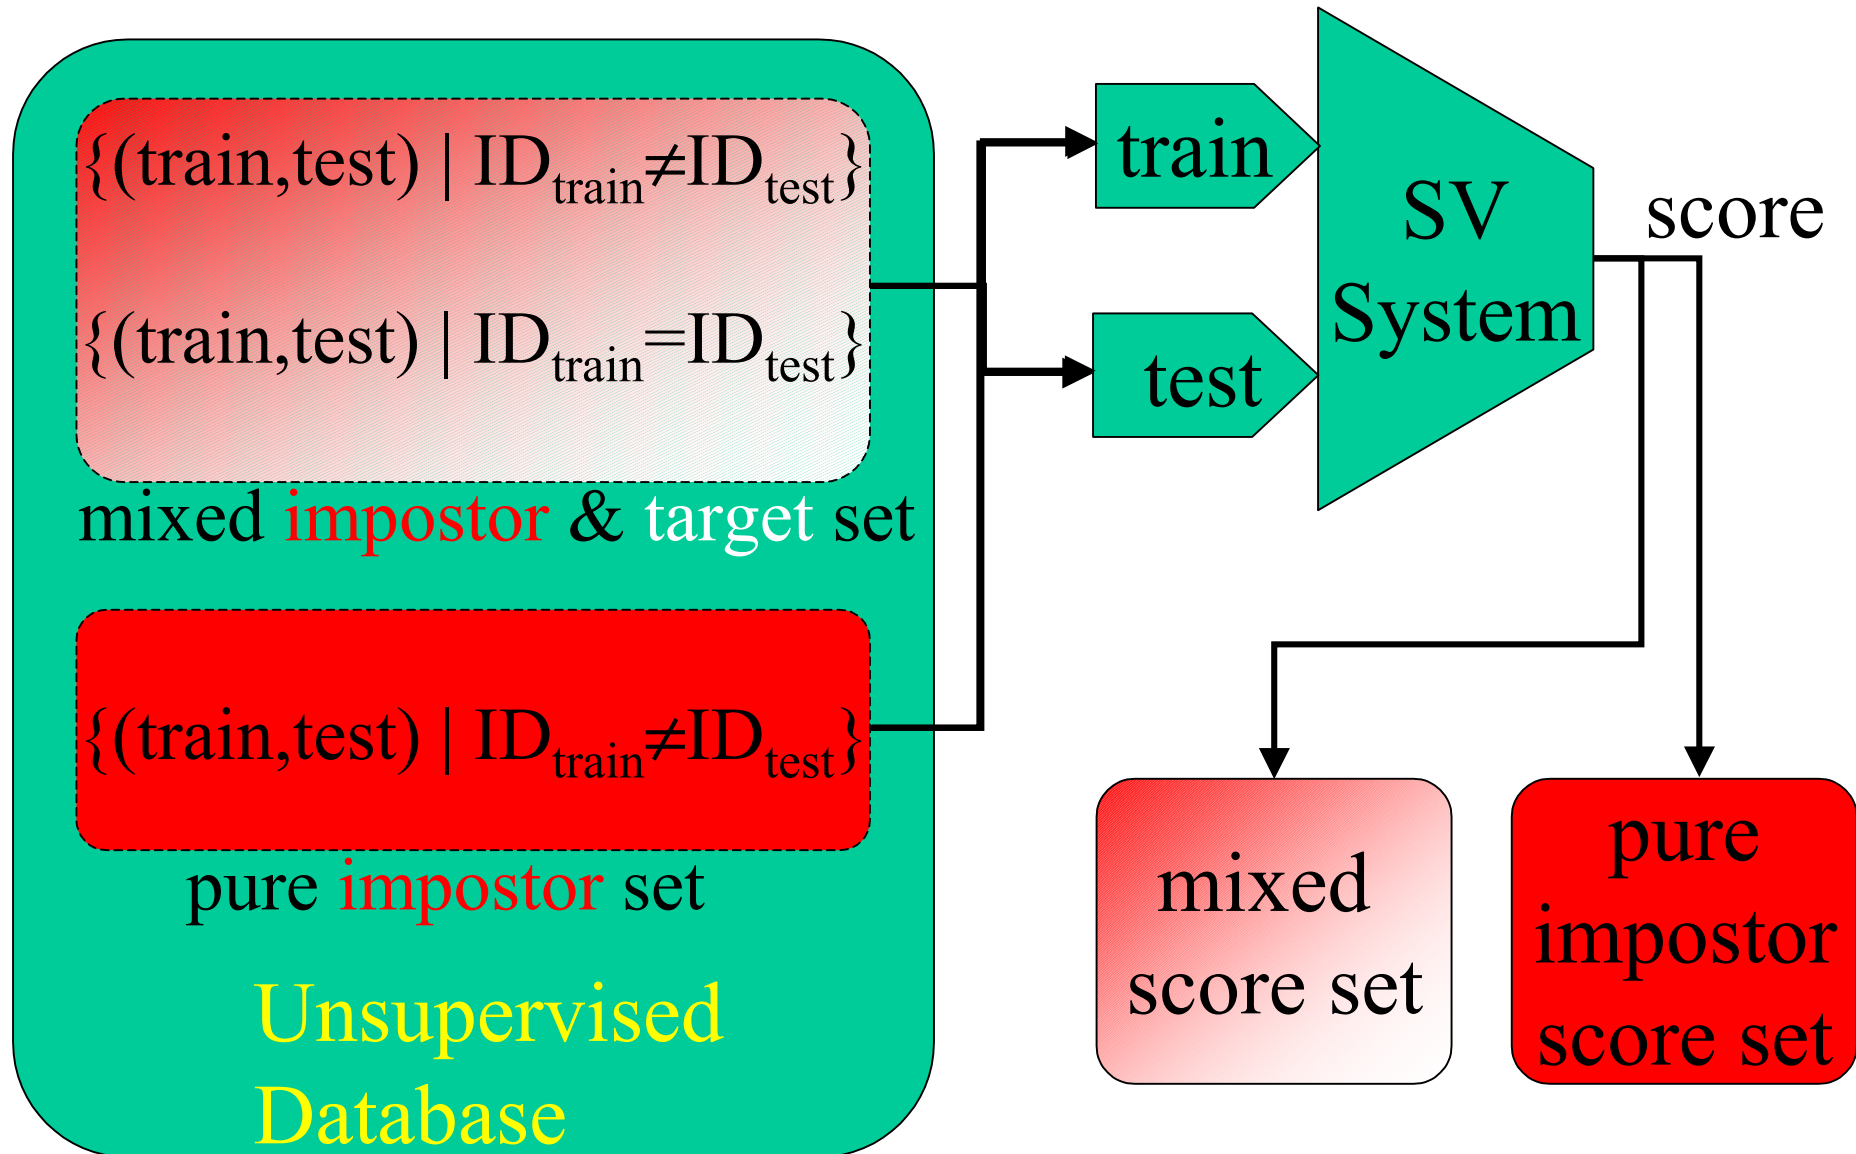 {(train,test) | IDtrain≠IDtest}
{(train,test) | IDtrain=IDtest}
mixed impostor & target set
{(train,test) | IDtrain≠IDtest}
pure impostor set
Unsupervised
Database
train
test
SV
System
score
mixed
score set
pure
impostor
score set